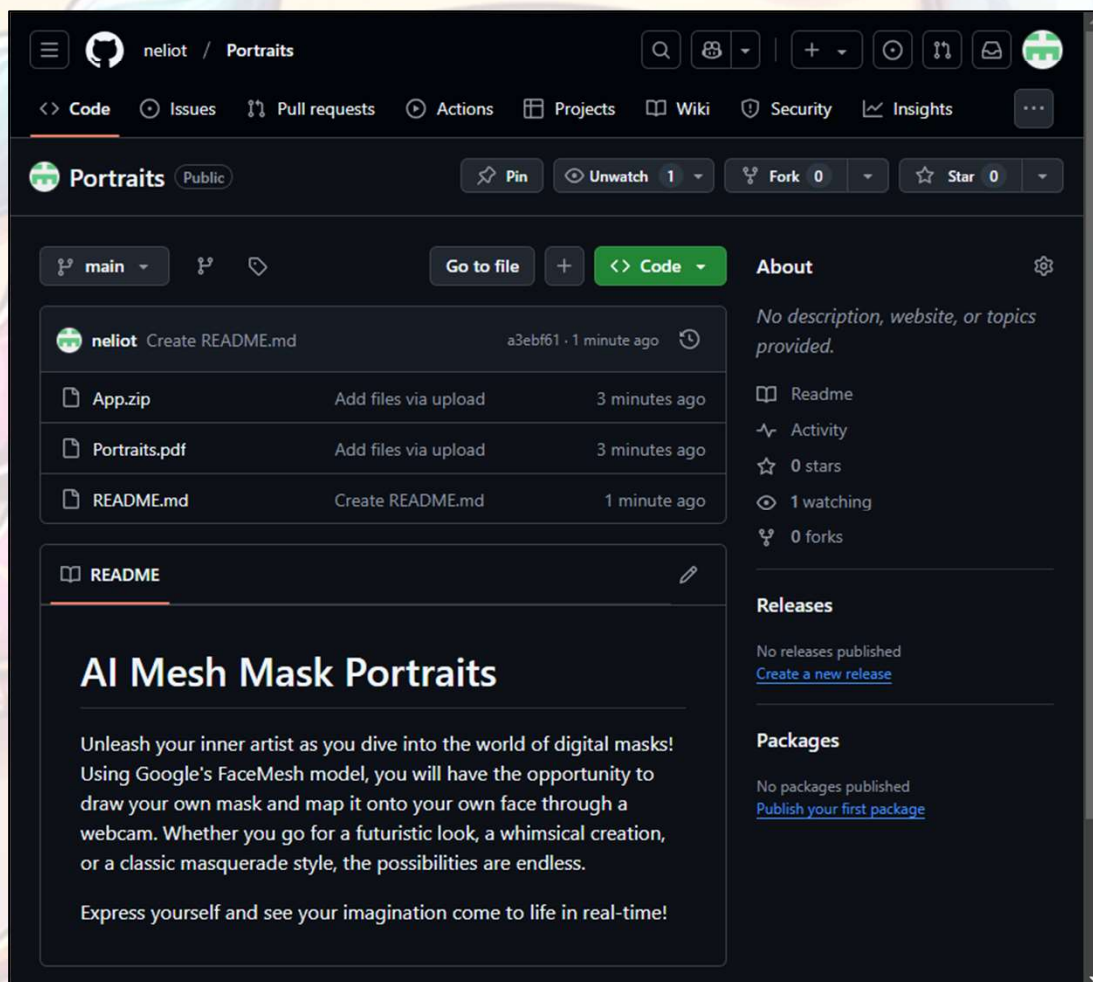 neliot / Portraits
Code Issues Pull requests Actions Projects Wiki Security Insights
Portraits Public Pin Unwatch 1 Fork 0 Star 0
main Go to file Code
neliot Create README.md a3ebf61 · 1 minute ago
App.zip Add files via upload 3 minutes ago
Portraits.pdf Add files via upload 3 minutes ago
README.md Create README.md 1 minute ago
README
AI Mesh Mask Portraits
Unleash your inner artist as you dive into the world of digital masks!
Using Google's FaceMesh model, you will have the opportunity to
draw your own mask and map it onto your own face through a
webcam. Whether you go for a futuristic look, a whimsical creation,
or a classic masquerade style, the possibilities are endless.
Express yourself and see your imagination come to life in real-time!
About
No description, website, or topics
provided.
Readme
Activity
0 stars
1 watching
0 forks
Releases
No releases published
Create a new release
Packages
No packages published
Publish your first package